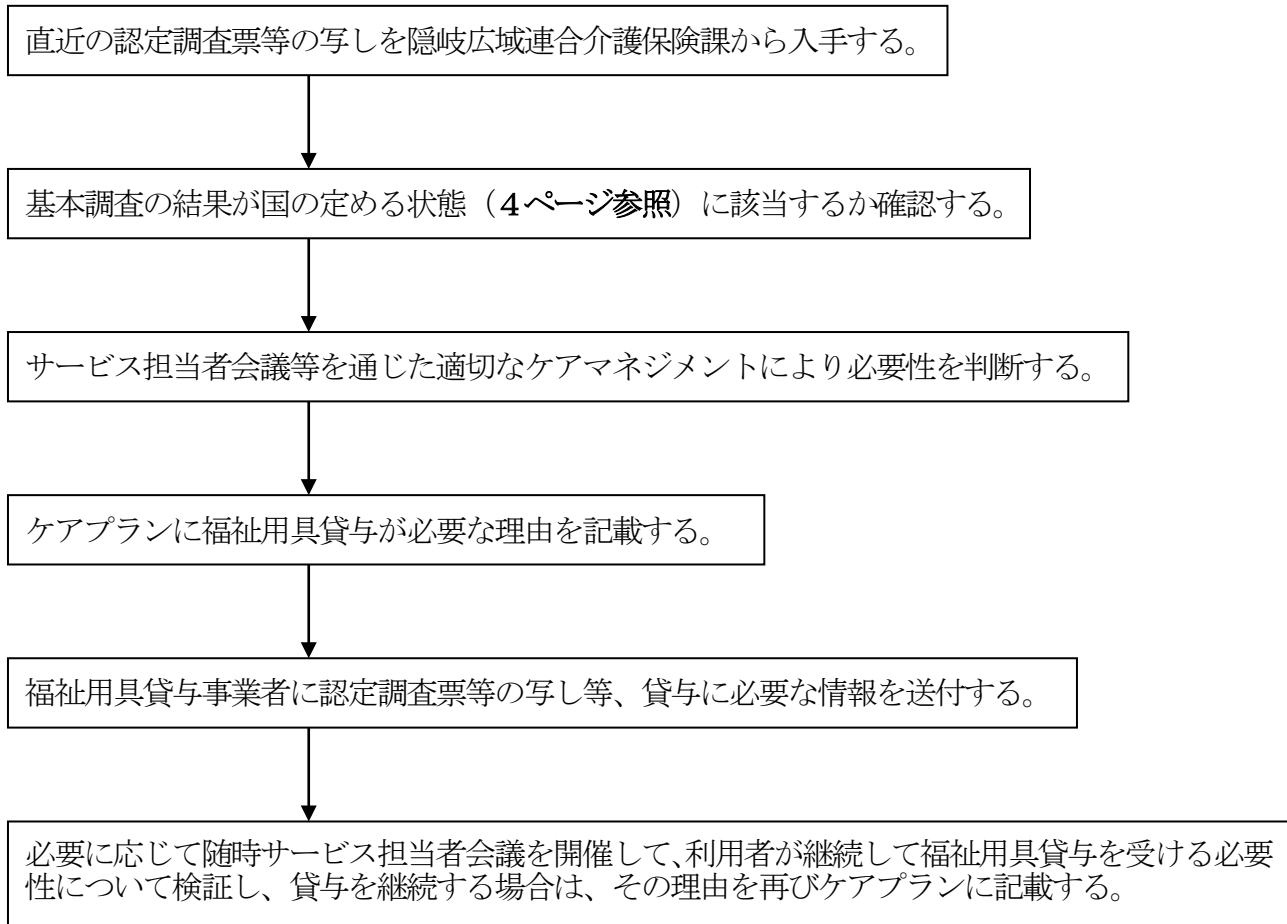 直近の認定調査票等の写しを隠岐広域連合介護保険課から入手する。
基本調査の結果が国の定める状態（４ページ参照）に該当するか確認する。
サービス担当者会議等を通じた適切なケアマネジメントにより必要性を判断する。
ケアプランに福祉用具貸与が必要な理由を記載する。
福祉用具貸与事業者に認定調査票等の写し等、貸与に必要な情報を送付する。
必要に応じて随時サービス担当者会議を開催して、利用者が継続して福祉用具貸与を受ける必要
性について検証し、貸与を継続する場合は、その理由を再びケアプランに記載する。